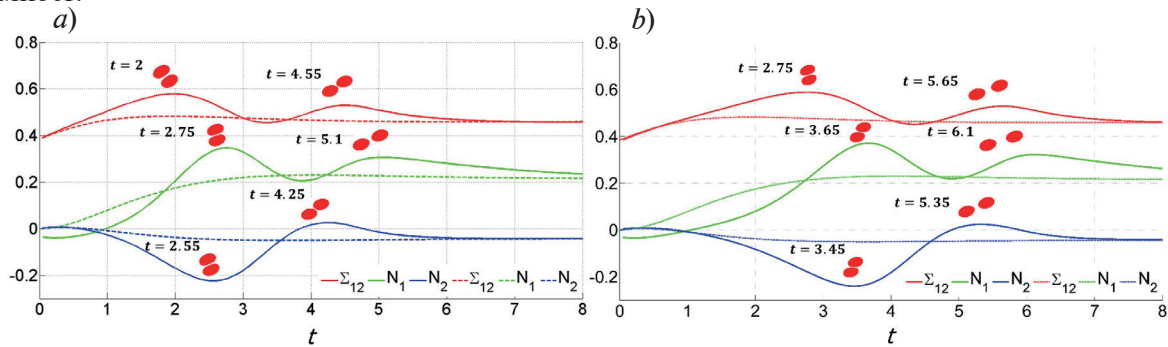 a)
0.8
0.6
0.4
0.2
0
-0.2
t = 2
t = 4.55
t = 2.75
t = 5.1
t = 4.25
t = 2.55
Σ12 N1 N2 Σ12 N1 N2
0 1 2 3 4 5 6 7 8
t
b)
0.8
0.6
0.4
0.2
0
-0.2
t = 2.75
t = 5.65
t = 3.65
t = 6.1
t = 5.35
t = 3.45
Σ12 N1 N2 Σ12 N1 N2
0 1 2 3 4 5 6 7 8
t